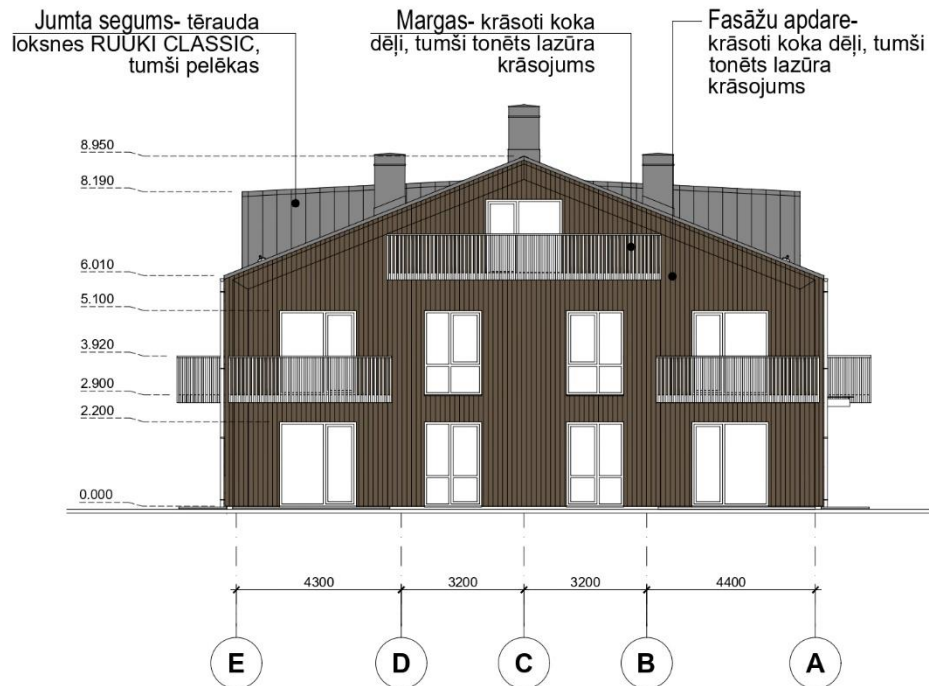 Jumta segums- tērauda
loksnes RUUKI CLASSIC,
tumši pelēkas
Margas- krāsoti koka
dēļi, tumši tonēts lazūra
krāsojums
Fasāžu apdare-
krāsoti koka dēļi, tumši
tonēts lazūra
krāsojums
8.950
8.190
6.010
5.100
3.920
2.900
2.200
0.000
4300 3200 3200 4400
E D C B A